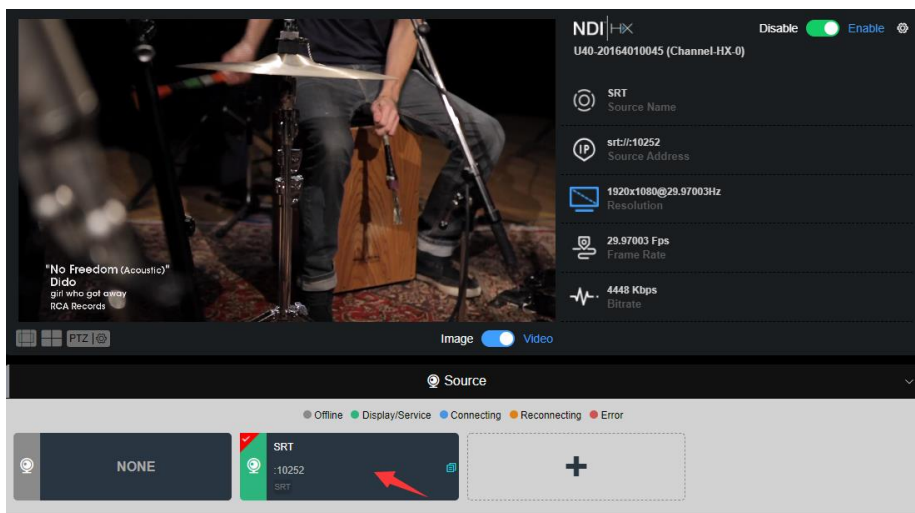 NDI HX
Disable Enable
U40-20164010045 (Channel-HX-0)
SRT
Source Name
srt://:10252
Source Address
1920x1080@29.97003Hz
Resolution
29.97003 Fps
Frame Rate
4448 Kbps
Bitrate
"No Freedom (Acoustic)"
Dido
girl who got away
RCA Records
PTZ
Image Video
Source
Offline Display/Service Connecting Reconnecting Error
NONE
SRT
:10252
SRT